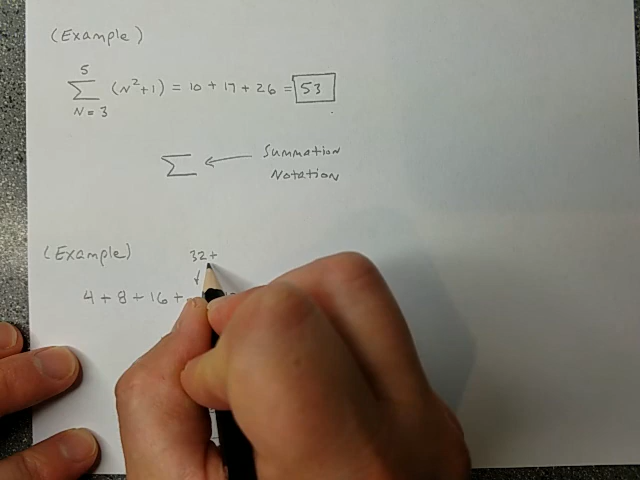 (Example)
5
∑ (N²+1) = 10 + 17 + 26 = 53
N = 3
∑ ← Summation
Notation
(Example)
32+
4 + 8 + 16 +